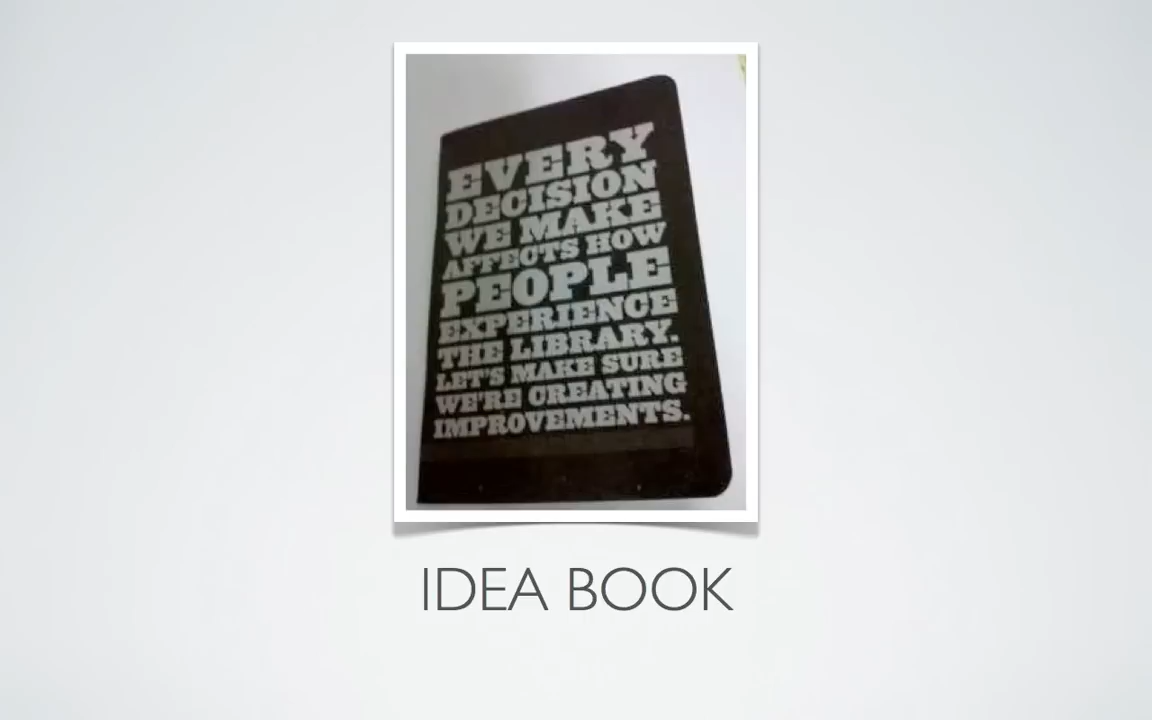 EVERY
DECISION
WE MAKE
AFFECTS HOW
PEOPLE
EXPERIENCE
THE LIBRARY.
LET'S MAKE SURE
WE'RE CREATING
IMPROVEMENTS.
IDEA BOOK